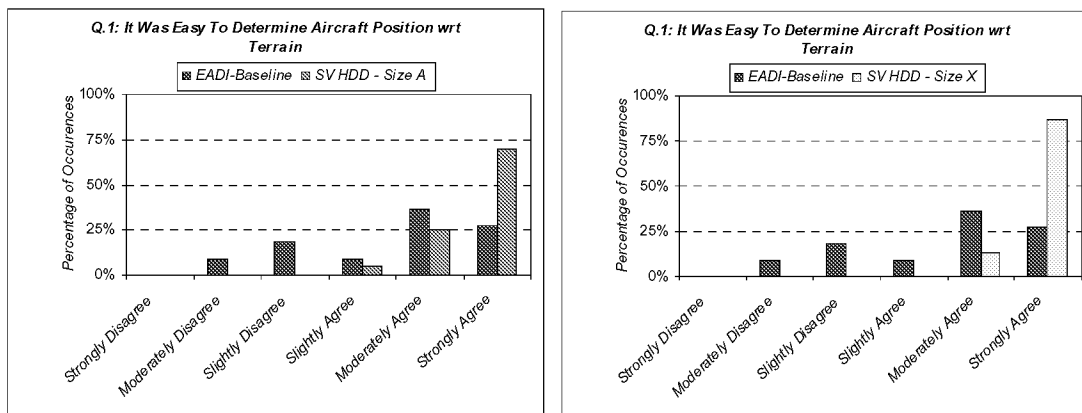 Q.1: It Was Easy To Determine Aircraft Position wrt
Terrain
EADI-Baseline SV HDD - Size A
100%
75%
50%
25%
0%
Percentage of Occurences
Strongly Disagree
Moderately Disagree
Slightly Disagree
Slightly Agree
Moderately Agree
Strongly Agree
Q.1: It Was Easy To Determine Aircraft Position wrt
Terrain
EADI-Baseline SV HDD - Size X
100%
75%
50%
25%
0%
Percentage of Occurences
Strongly Disagree
Moderately Disagree
Slightly Disagree
Slightly Agree
Moderately Agree
Strongly Agree